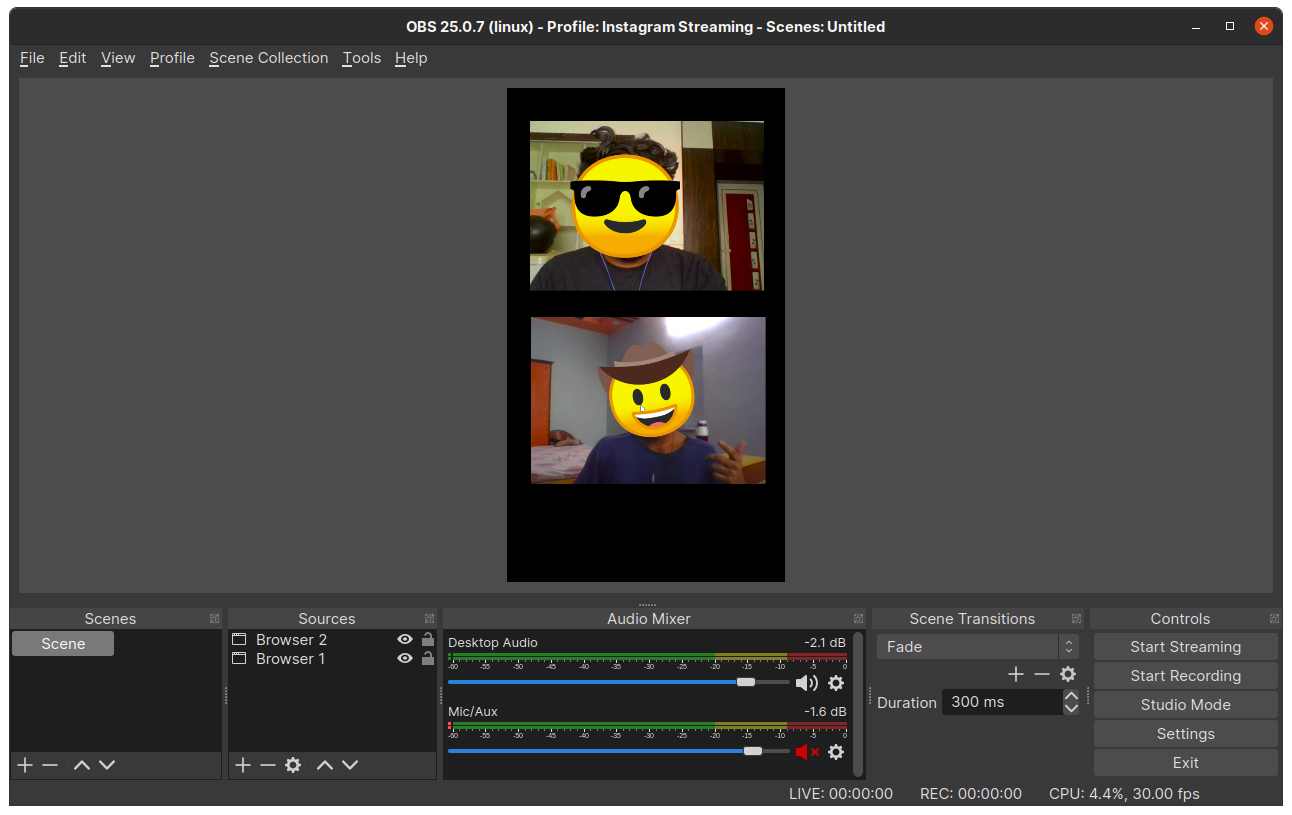 OBS 25.0.7 (linux) - Profile: Instagram Streaming - Scenes: Untitled
File Edit View Profile Scene Collection Tools Help
Scenes
Scene
Sources
Browser 2
Browser 1
Audio Mixer
Desktop Audio -2.1 dB
-60 -55 -50 -45 -40 -35 -30 -25 -20 -15 -10 -5 0
Mic/Aux -1.6 dB
-60 -55 -50 -45 -40 -35 -30 -25 -20 -15 -10 -5 0
Scene Transitions
Fade
Duration 300 ms
Controls
Start Streaming
Start Recording
Studio Mode
Settings
Exit
LIVE: 00:00:00 REC: 00:00:00 CPU: 4.4%, 30.00 fps